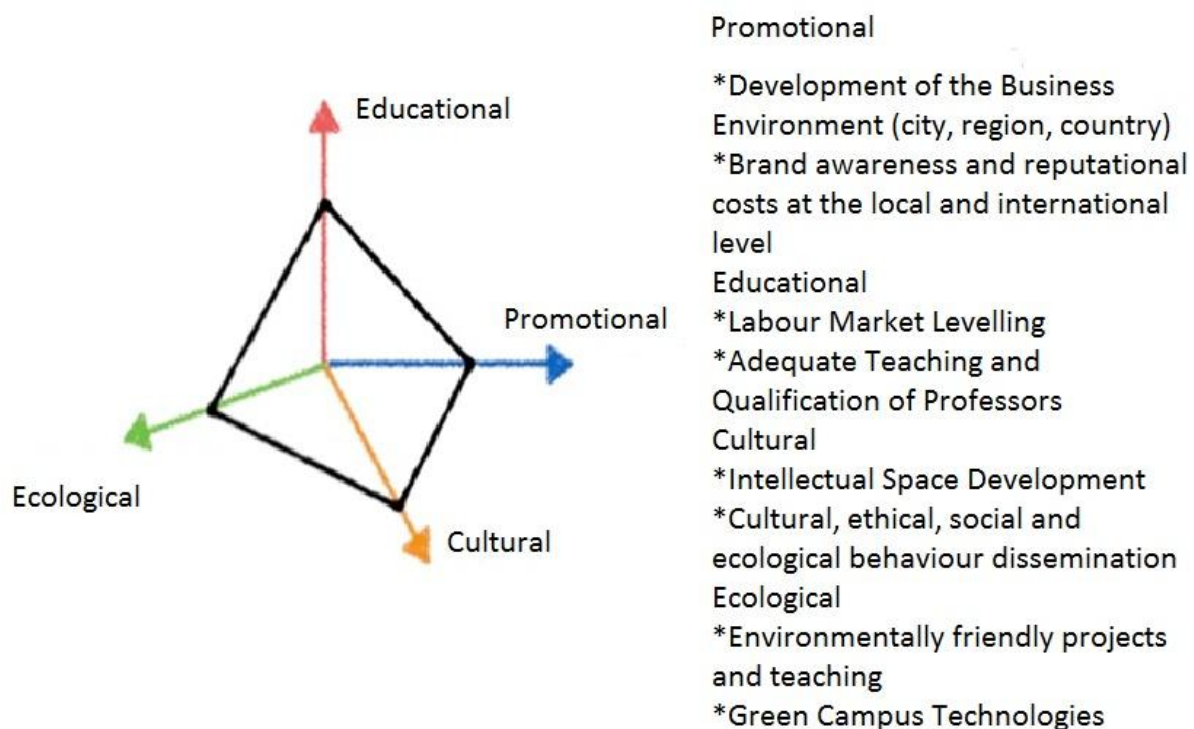 Educational
Promotional
Ecological
Cultural
Promotional
*Development of the Business
Environment (city, region, country)
*Brand awareness and reputational
costs at the local and international
level
Educational
*Labour Market Levelling
*Adequate Teaching and
Qualification of Professors
Cultural
*Intellectual Space Development
*Cultural, ethical, social and
ecological behaviour dissemination
Ecological
*Environmentally friendly projects
and teaching
*Green Campus Technologies